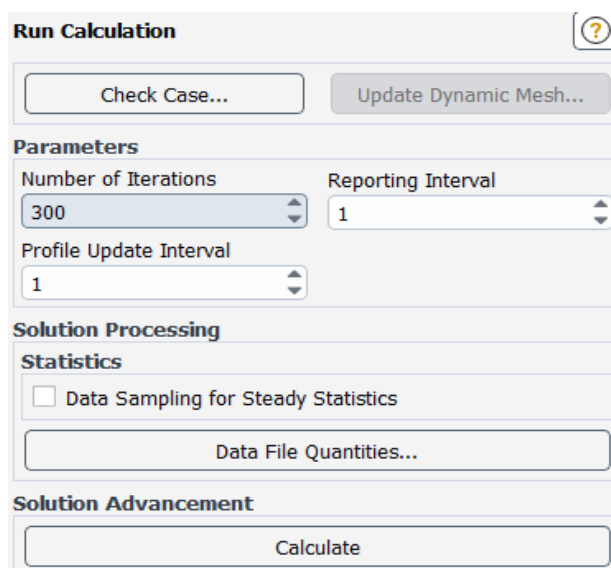 Run Calculation
?
Check Case...
Update Dynamic Mesh...
Parameters
Number of Iterations
Reporting Interval
300
1
Profile Update Interval
1
Solution Processing
Statistics
Data Sampling for Steady Statistics
Data File Quantities...
Solution Advancement
Calculate